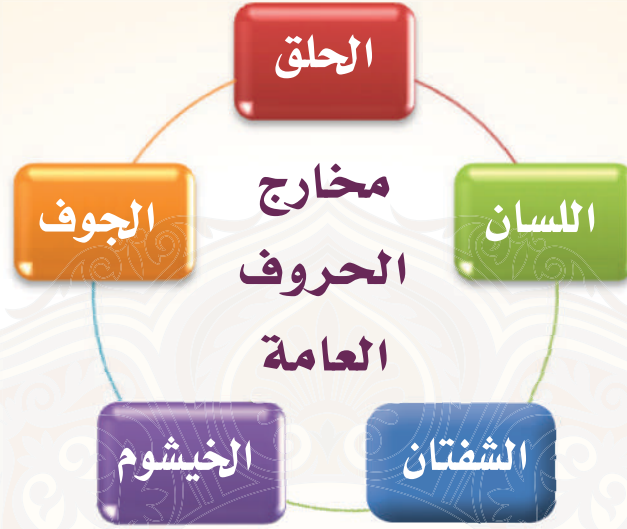 الحلق
مخارج
الحروف
العامة
اللسان
الشفتان
الخيشوم
الجوف